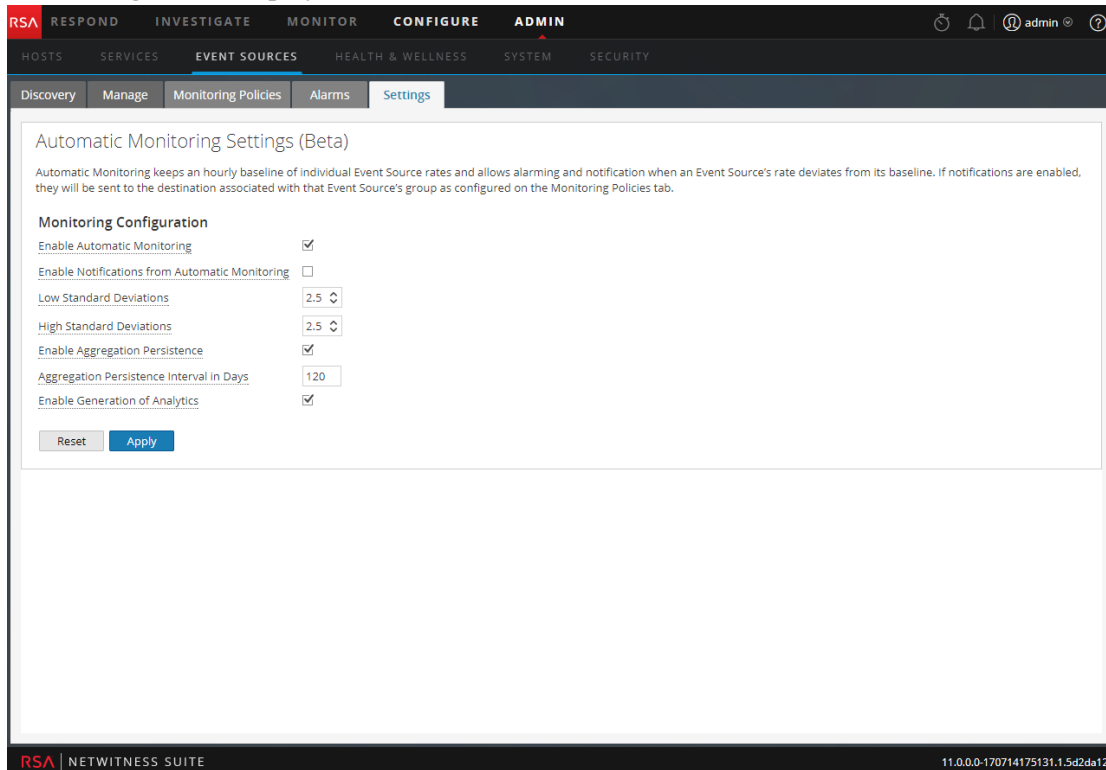 RSA RESPOND INVESTIGATE MONITOR CONFIGURE ADMIN admin ?
HOSTS SERVICES EVENT SOURCES HEALTH & WELLNESS SYSTEM SECURITY
Discovery Manage Monitoring Policies Alarms Settings
Automatic Monitoring Settings (Beta)
Automatic Monitoring keeps an hourly baseline of individual Event Source rates and allows alarming and notification when an Event Source's rate deviates from its baseline. If notifications are enabled,
they will be sent to the destination associated with that Event Source's group as configured on the Monitoring Policies tab.
Monitoring Configuration
Enable Automatic Monitoring
Enable Notifications from Automatic Monitoring
Low Standard Deviations 2.5
High Standard Deviations 2.5
Enable Aggregation Persistence
Aggregation Persistence Interval in Days 120
Enable Generation of Analytics
Reset Apply
RSA | NETWITNESS SUITE 11.0.0.0-170714175131.1.5d2da12